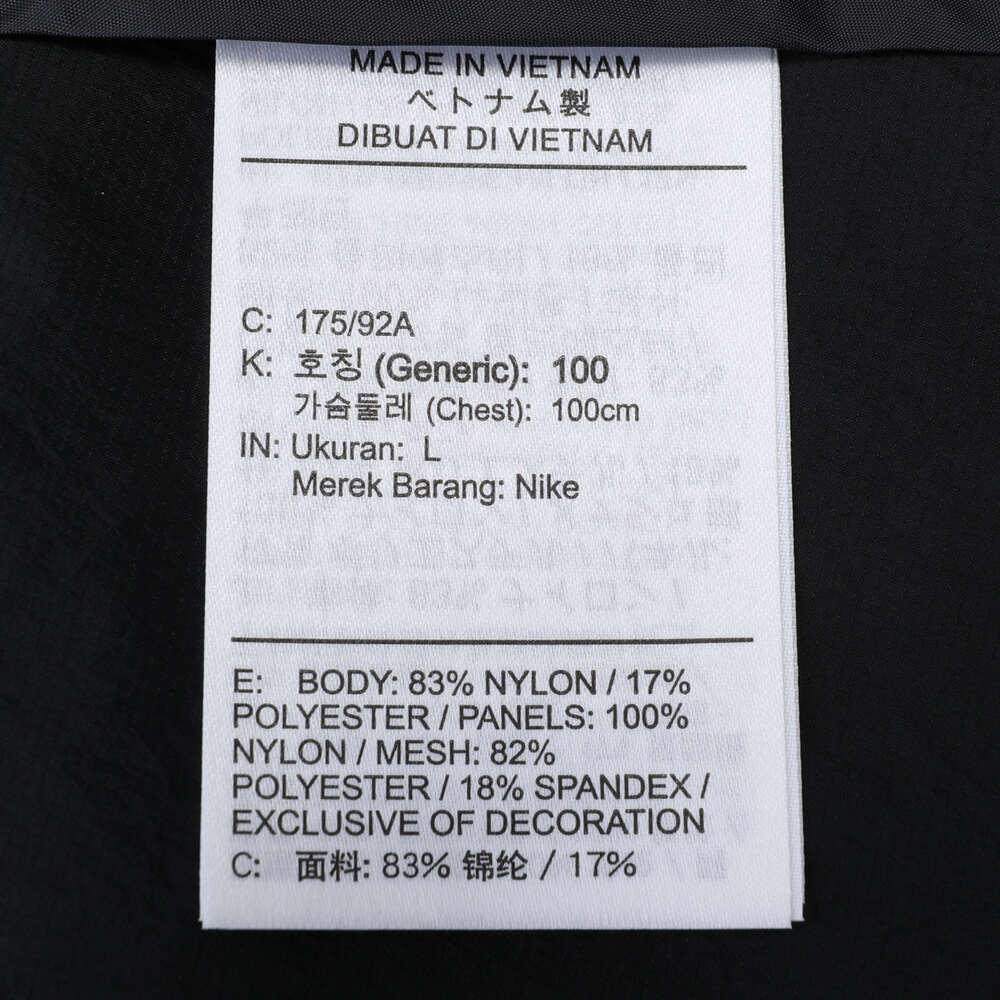 MADE IN VIETNAM
ベトナム製
DIBUAT DI VIETNAM
C: 175/92A
K: 호칭 (Generic): 100
가슴둘레 (Chest): 100cm
IN: Ukuran: L
Merek Barang: Nike
E: BODY: 83% NYLON / 17%
POLYESTER / PANELS: 100%
NYLON / MESH: 82%
POLYESTER / 18% SPANDEX /
EXCLUSIVE OF DECORATION
C: 面料: 83% 锦纶 / 17%